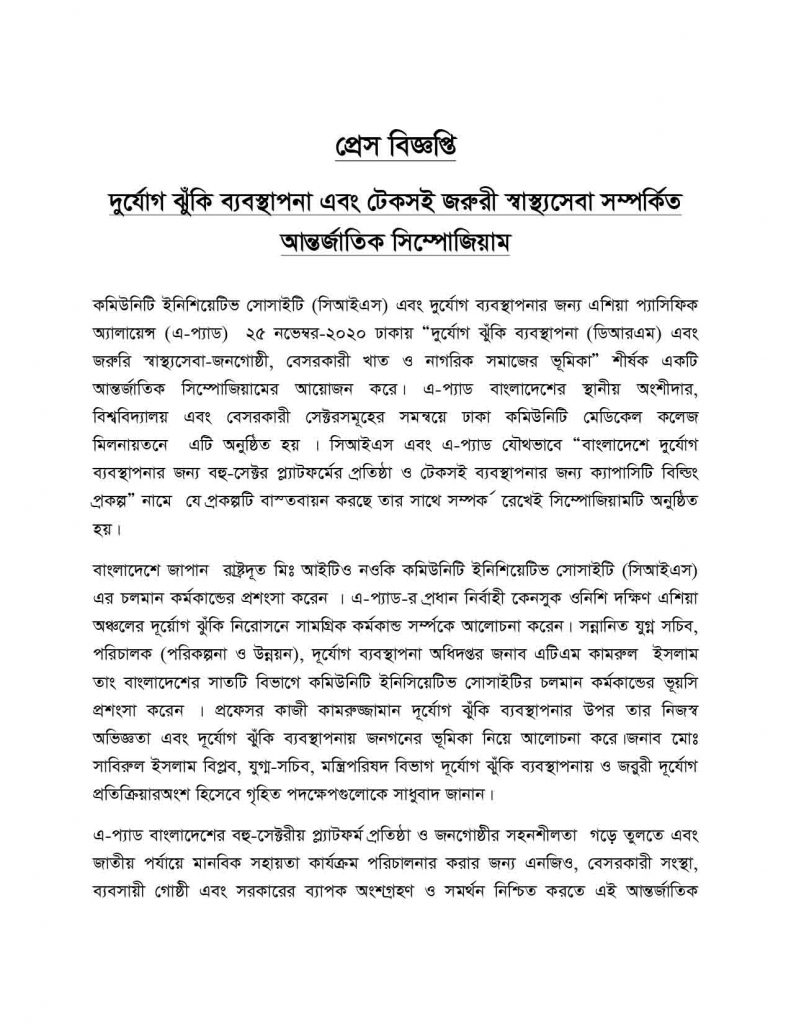 প্রেস বিজ্ঞপ্তি
দুর্যোগ ঝুঁকি ব্যবস্থাপনা এবং টেকসই জরুরী স্বাস্থ্যসেবা সম্পর্কিত
আন্তর্জাতিক সিম্পোজিয়াম
কমিউনিটি ইনিশিয়েটিভ সোসাইটি (সিআইএস) এবং দুর্যোগ ব্যবস্থাপনার জন্য এশিয়া প্যাসিফিক
অ্যালায়েন্স (এ-প্যাড) ২৫ নভেম্বর-২০২০ ঢাকায় “দুর্যোগ ঝুঁকি ব্যবস্থাপনা (ডিআরএম) এবং
জরুরি স্বাস্থ্যসেবা-জনগোষ্ঠী, বেসরকারী খাত ও নাগরিক সমাজের ভূমিকা” শীর্ষক একটি
আন্তর্জাতিক সিম্পোজিয়ামের আয়োজন করে। এ-প্যাড বাংলাদেশের স্থানীয় অংশীদার,
বিশ্ববিদ্যালয় এবং বেসরকারী সেক্টরসমূহের সমন্বয়ে ঢাকা কমিউনিটি মেডিকেল কলেজ
মিলনায়তনে এটি অনুষ্ঠিত হয় । সিআইএস এবং এ-প্যাড যৌথভাবে “বাংলাদেশে দুর্যোগ
ব্যবস্থাপনার জন্য বহু-সেক্টর প্ল্যাটফর্মের প্রতিষ্ঠা ও টেকসই ব্যবস্থাপনার জন্য ক্যাপাসিটি বিল্ডিং
প্রকল্প” নামে যে প্রকল্পটি বাস্তবায়ন করছে তার সাথে সম্পর্ক রেখেই সিম্পোজিয়ামটি অনুষ্ঠিত
হয়।
বাংলাদেশে জাপান রাষ্ট্রদূত মিঃ আইটিও নওকি কমিউনিটি ইনিশিয়েটিভ সোসাইটি (সিআইএস)
এর চলমান কর্মকান্ডের প্রশংসা করেন । এ-প্যাড-র প্রধান নির্বাহী কেনসুক ওনিশি দক্ষিণ এশিয়া
অঞ্চলের দূর্য়োগ ঝুঁকি নিরোসনে সামগ্রিক কর্মকান্ড সর্ম্পকে আলোচনা করেন। সন্নানিত যুগ্ন সচিব,
পরিচালক (পরিকল্পনা ও উন্নয়ন), দূর্যোগ ব্যবস্থাপনা অধিদপ্তর জনাব এটিএম কামরুল ইসলাম
তাং বাংলাদেশের সাতটি বিভাগে কমিউনিটি ইনিসিয়েটিভ সোসাইটির চলমান কর্মকান্ডের ভূয়সি
প্রশংসা করেন । প্রফেসর কাজী কামরুজ্জামান দূর্যোগ ঝুঁকি ব্যবস্থাপনার উপর তার নিজস্ব
অভিজ্ঞতা এবং দূর্যোগ ঝুঁকি ব্যবস্থাপনায় জনগনের ভূমিকা নিয়ে আলোচনা করে।জনাব মোঃ
সাবিরুল ইসলাম বিপ্লব, যুগ্ম-সচিব, মন্ত্রিপরিষদ বিভাগ দূর্যোগ ঝুঁকি ব্যবস্থাপনায় ও জরুরী দূর্যোগ
প্রতিক্রিয়ারঅংশ হিসেবে গৃহিত পদক্ষেপগুলোকে সাধুবাদ জানান।
এ-প্যাড বাংলাদেশের বহু-সেক্টরীয় প্ল্যাটফর্ম প্রতিষ্ঠা ও জনগোষ্ঠীর সহনশীলতা গড়ে তুলতে এবং
জাতীয় পর্যায়ে মানবিক সহায়তা কার্যক্রম পরিচালনার করার জন্য এনজিও, বেসরকারী সংস্থা,
ব্যবসায়ী গোষ্ঠী এবং সরকারের ব্যাপক অংশগ্রহণ ও সমর্থন নিশ্চিত করতে এই আন্তর্জাতিক